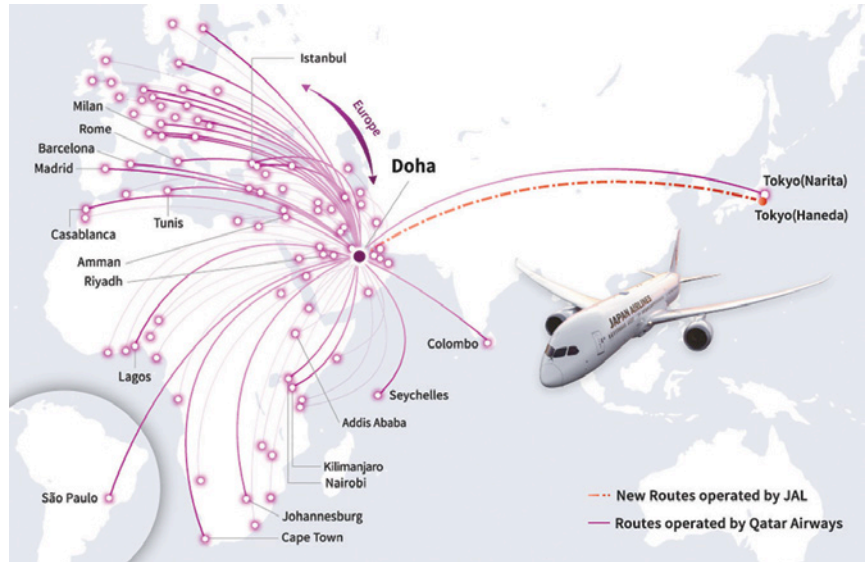 Istanbul
Europe
Milan
Rome
Barcelona
Madrid
Doha
Tokyo(Narita)
Tokyo(Haneda)
Casablanca
Tunis
Amman
Riyadh
JAPAN AIRLINES
Colombo
Lagos
Seychelles
Addis Ababa
Kilimanjaro
Nairobi
São Paulo
Johannesburg
Cape Town
New Routes operated by JAL
Routes operated by Qatar Airways